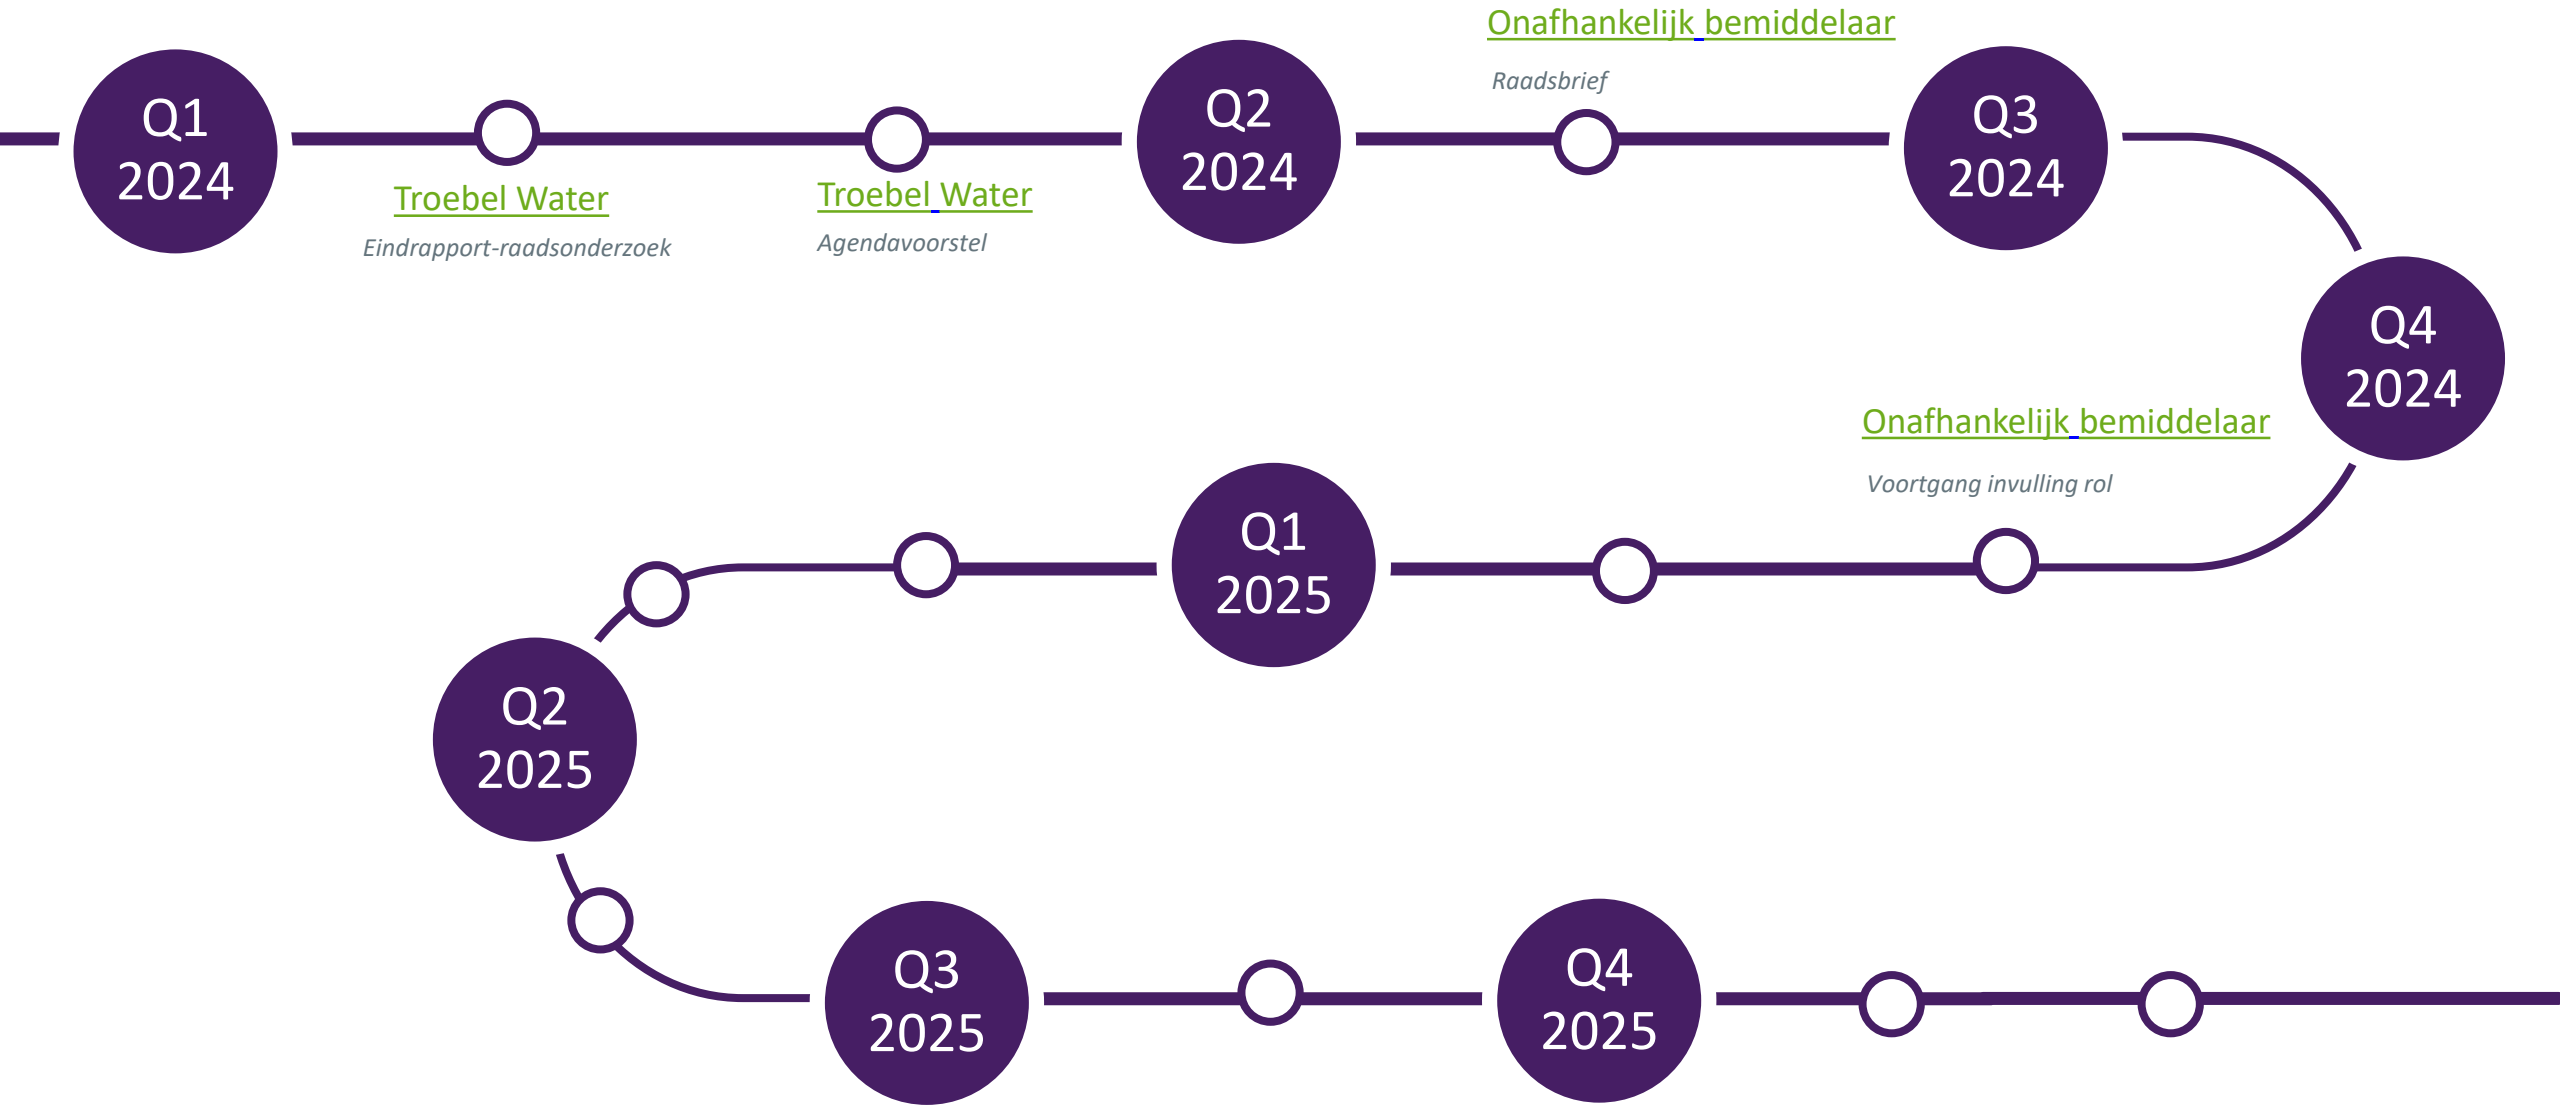 Q1
2024
Troebel Water
Eindrapport-raadsonderzoek
Troebel Water
Agendavoorstel
Q2
2024
Onafhankelijk bemiddelaar
Raadsbrief
Q3
2024
Q4
2024
Onafhankelijk bemiddelaar
Voortgang invulling rol
Q1
2025
Q2
2025
Q3
2025
Q4
2025